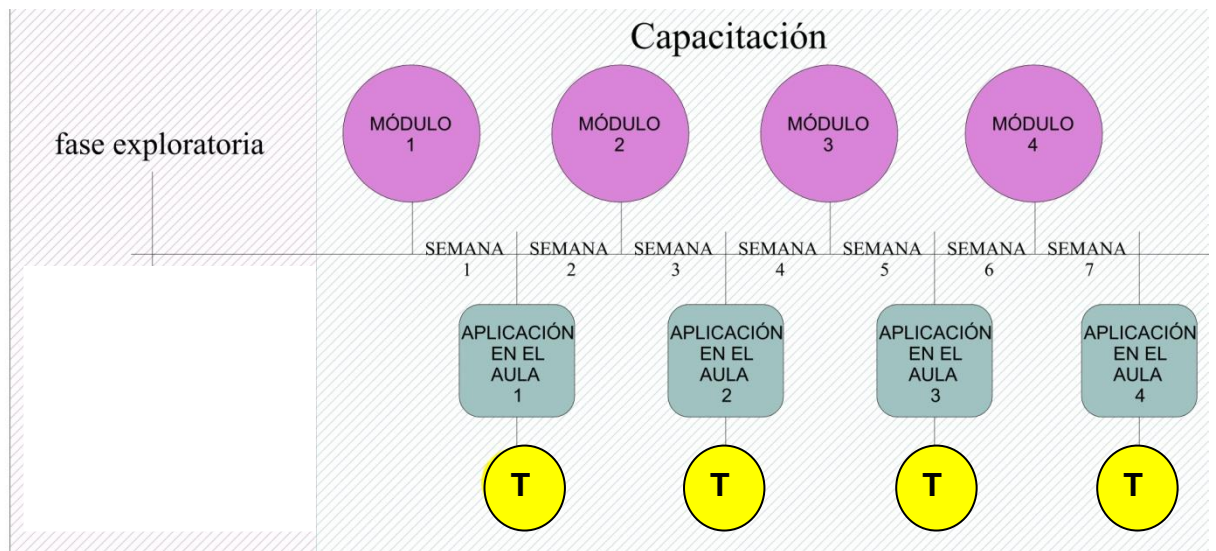 Capacitación
fase exploratoria
MÓDULO
1
MÓDULO
2
MÓDULO
3
MÓDULO
4
SEMANA
1
SEMANA
2
SEMANA
3
SEMANA
4
SEMANA
5
SEMANA
6
SEMANA
7
APLICACIÓN
EN EL
AULA
1
APLICACIÓN
EN EL
AULA
2
APLICACIÓN
EN EL
AULA
3
APLICACIÓN
EN EL
AULA
4
T
T
T
T